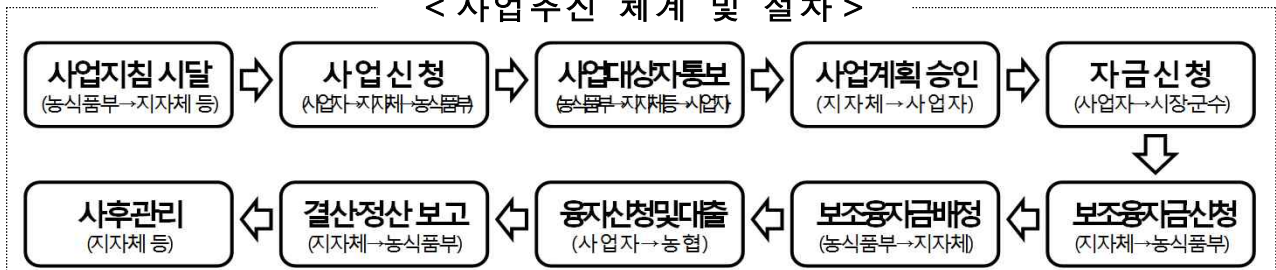 < 사업추진 체계 및 절차 >
사업지침 시달
(농식품부→지자체 등)
사 업 신 청
(사업자→지자체→농식품부)
사업대상자통보
(농식품부→지자체등→사업자)
사업계획 승인
(지자체→사업자)
자 금 신 청
(사업자→시장·군수)
보조·융자금신청
(지자체→농식품부)
보조·융자금배정
(농식품부→지자체)
융자신청및대출
(사업자→농협)
결산·정산 보고
(지자체→농식품부)
사후관리
(지자체 등)